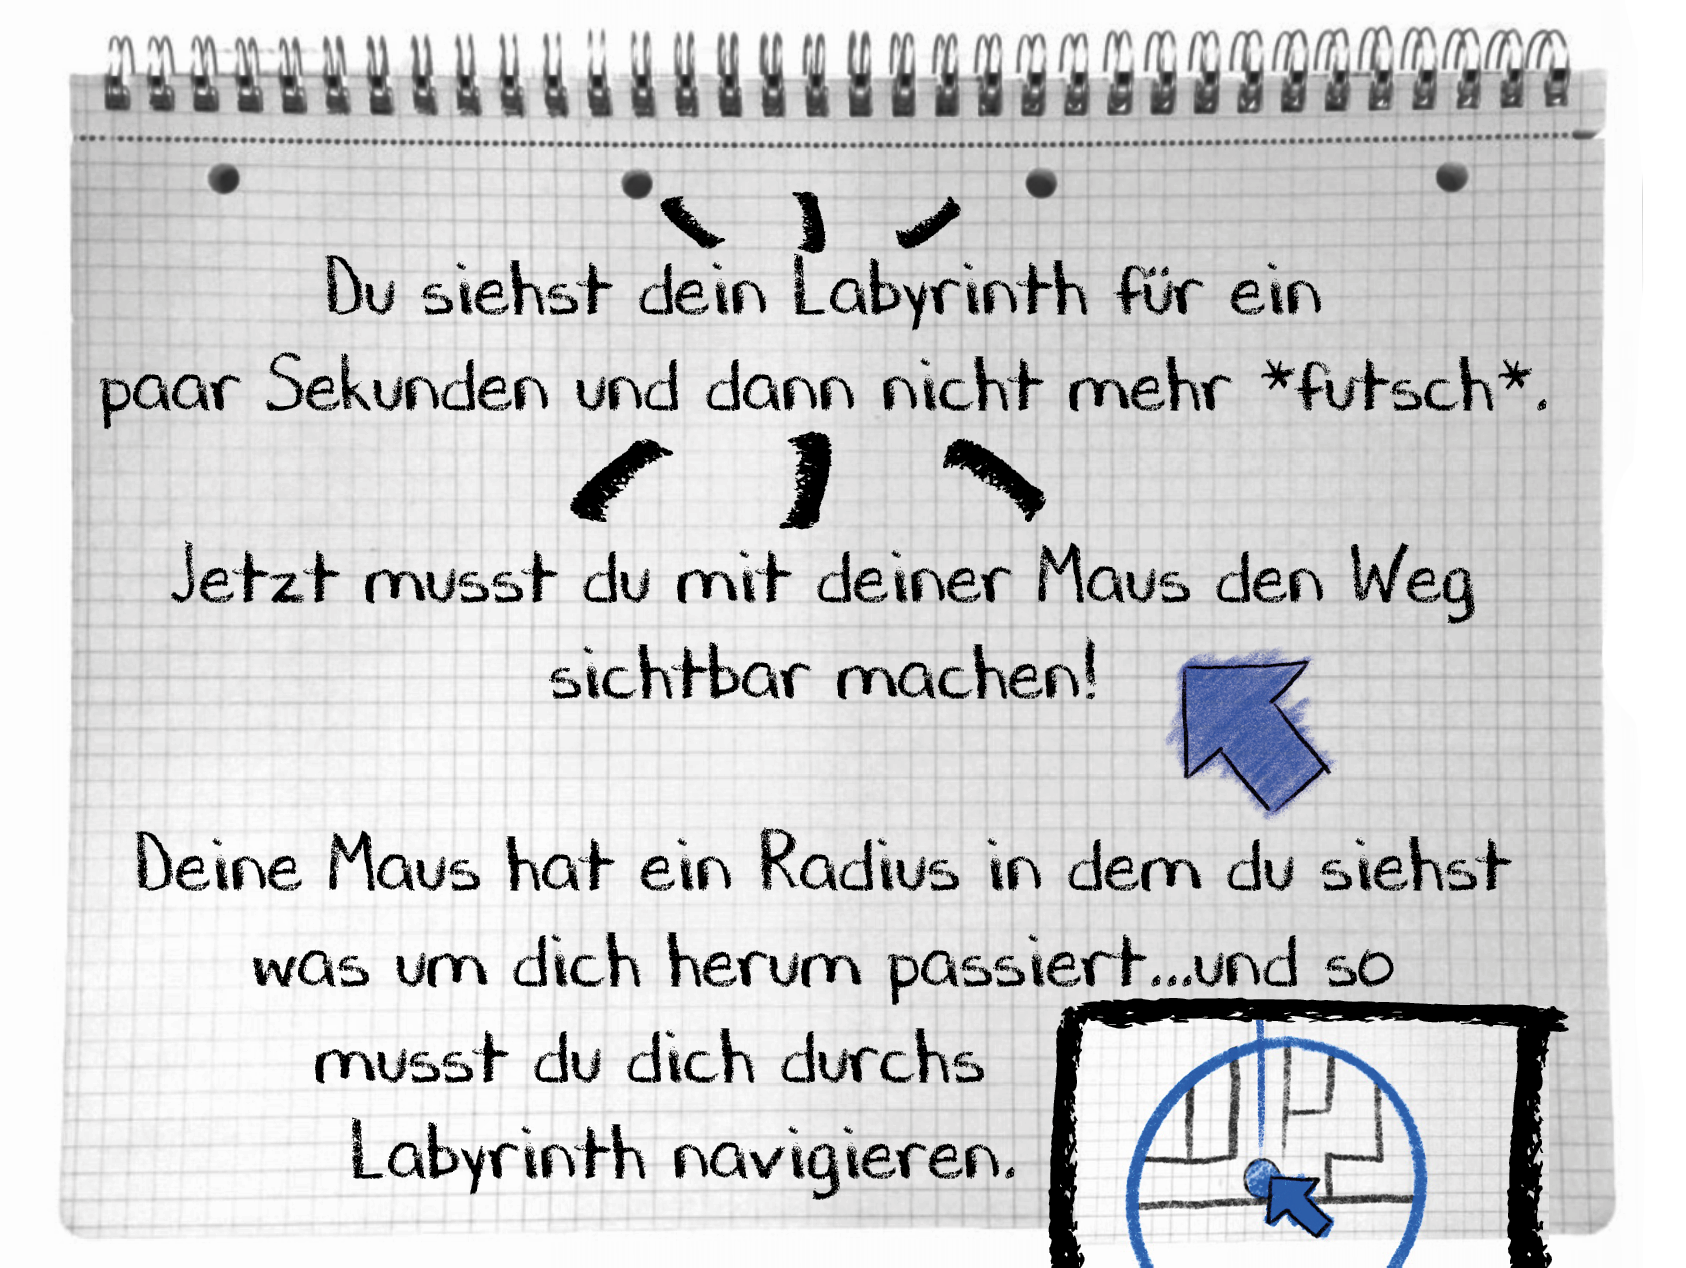 Du siehst dein Labyrinth für ein
paar Sekunden und dann nicht mehr *futsch*.
Jetzt musst du mit deiner Maus den Weg
sichtbar machen!
Deine Maus hat ein Radius in dem du siehst
was um dich herum passiert...und so
musst du dich durchs
Labyrinth navigieren.